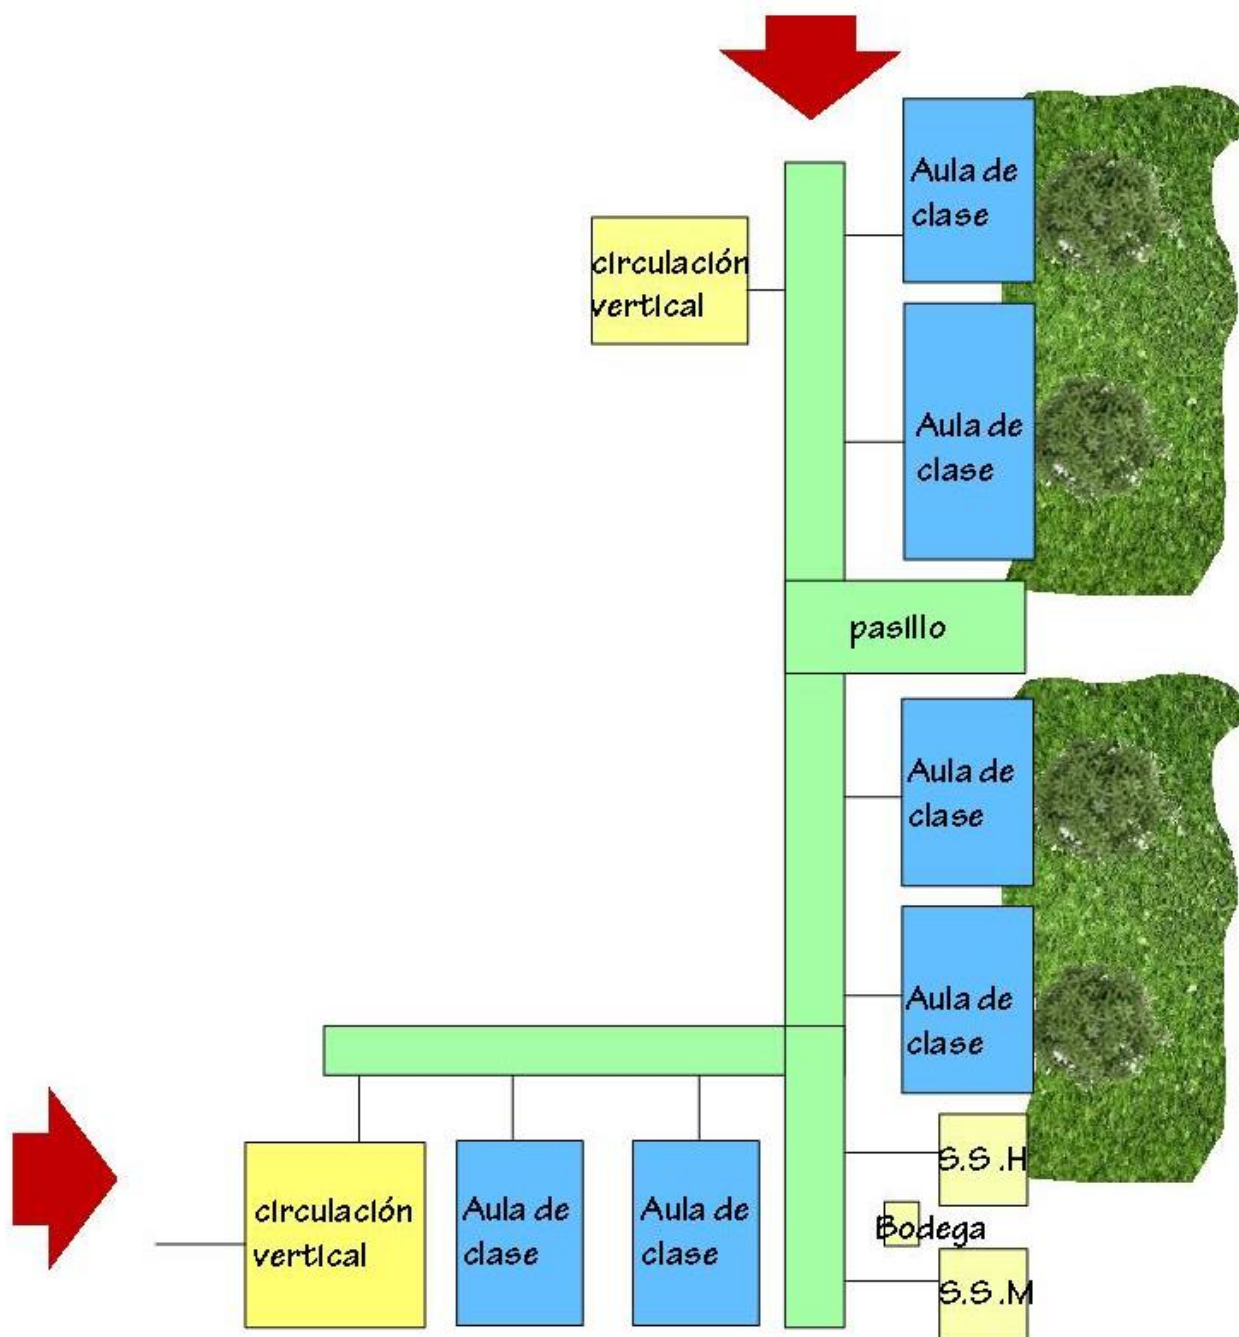 Aula de
clase
circulación
vertical
Aula de
clase
pasillo
Aula de
clase
Aula de
clase
S.S.H
circulación
vertical
Aula de
clase
Aula de
clase
Bodega
S.S.M